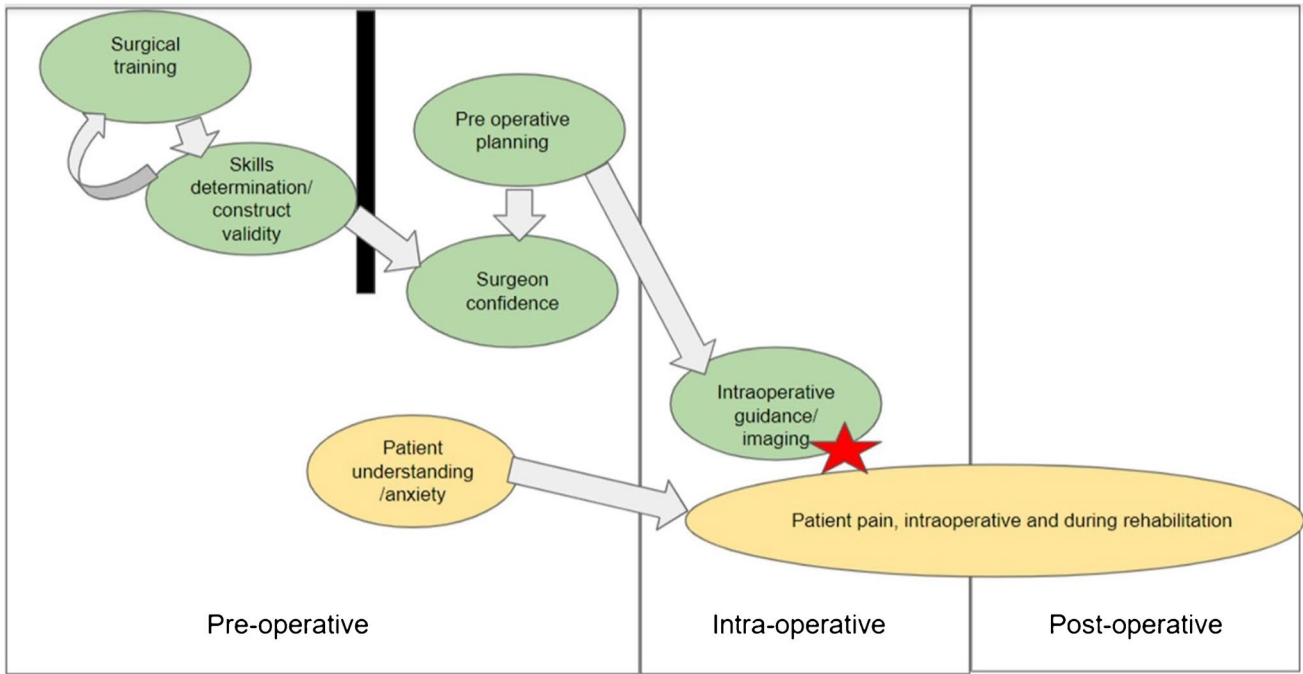 Surgical
training
Skills
determination/
construct
validity
Pre operative
planning
Surgeon
confidence
Intraoperative
guidance/
imaging
Patient
understanding
/anxiety
Patient pain, intraoperative and during rehabilitation
Pre-operative
Intra-operative
Post-operative